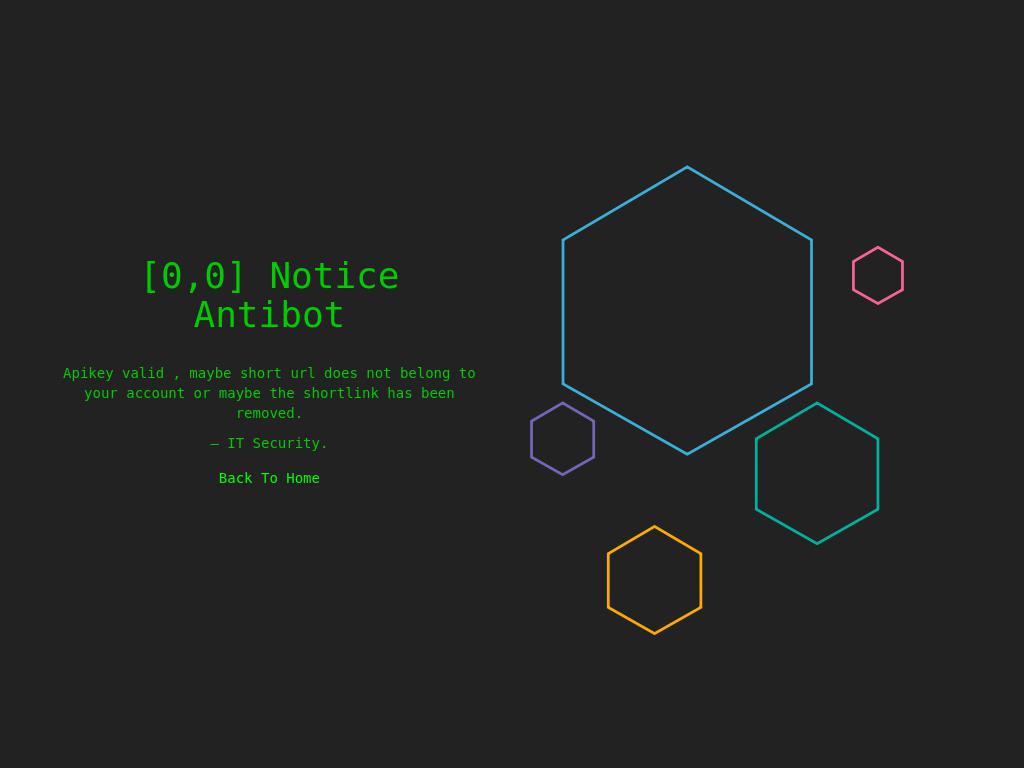 [0,0] Notice
Antibot
Apikey valid , maybe short url does not belong to
your account or maybe the shortlink has been
removed.
— IT Security.
Back To Home